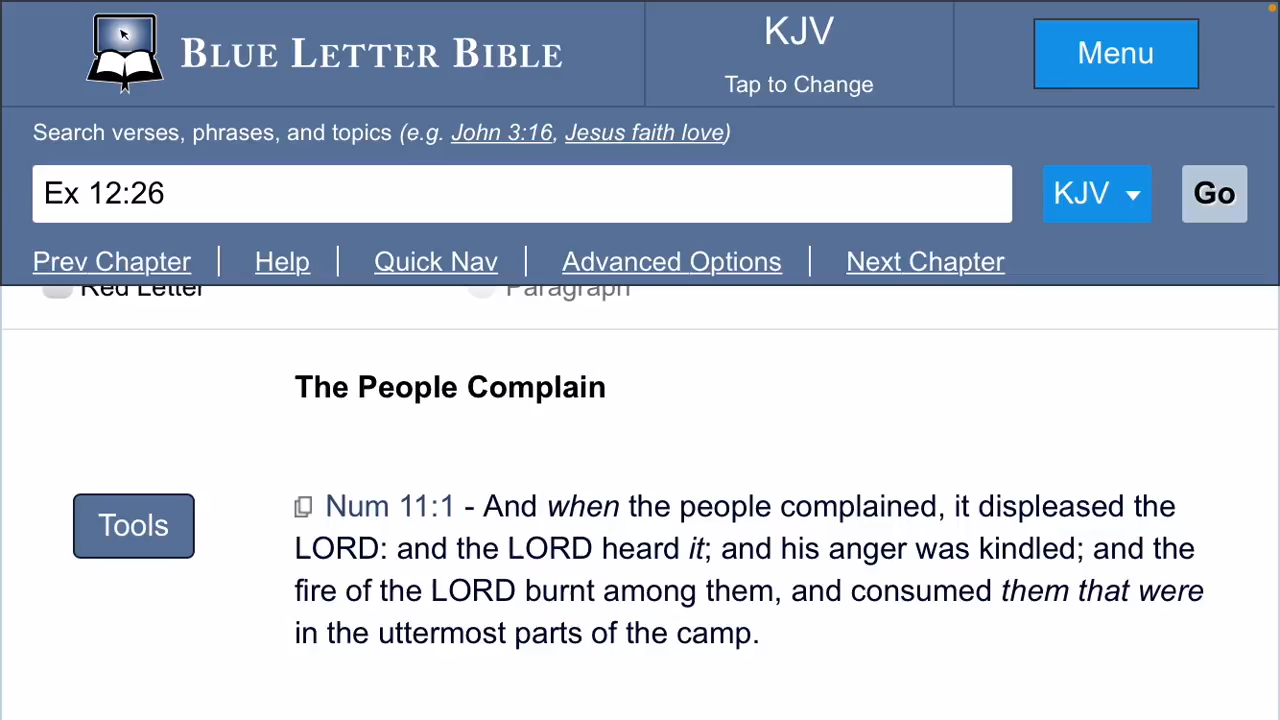 BLUE LETTER BIBLE
KJV
Tap to Change
Menu
Search verses, phrases, and topics (e.g. John 3:16, Jesus faith love)
Ex 12:26
KJV
Go
Prev Chapter
Help
Quick Nav
Advanced Options
Next Chapter
Red Letter
Paragraph
The People Complain
Tools
Num 11:1 - And when the people complained, it displeased the
LORD: and the LORD heard it; and his anger was kindled; and the
fire of the LORD burnt among them, and consumed them that were
in the uttermost parts of the camp.